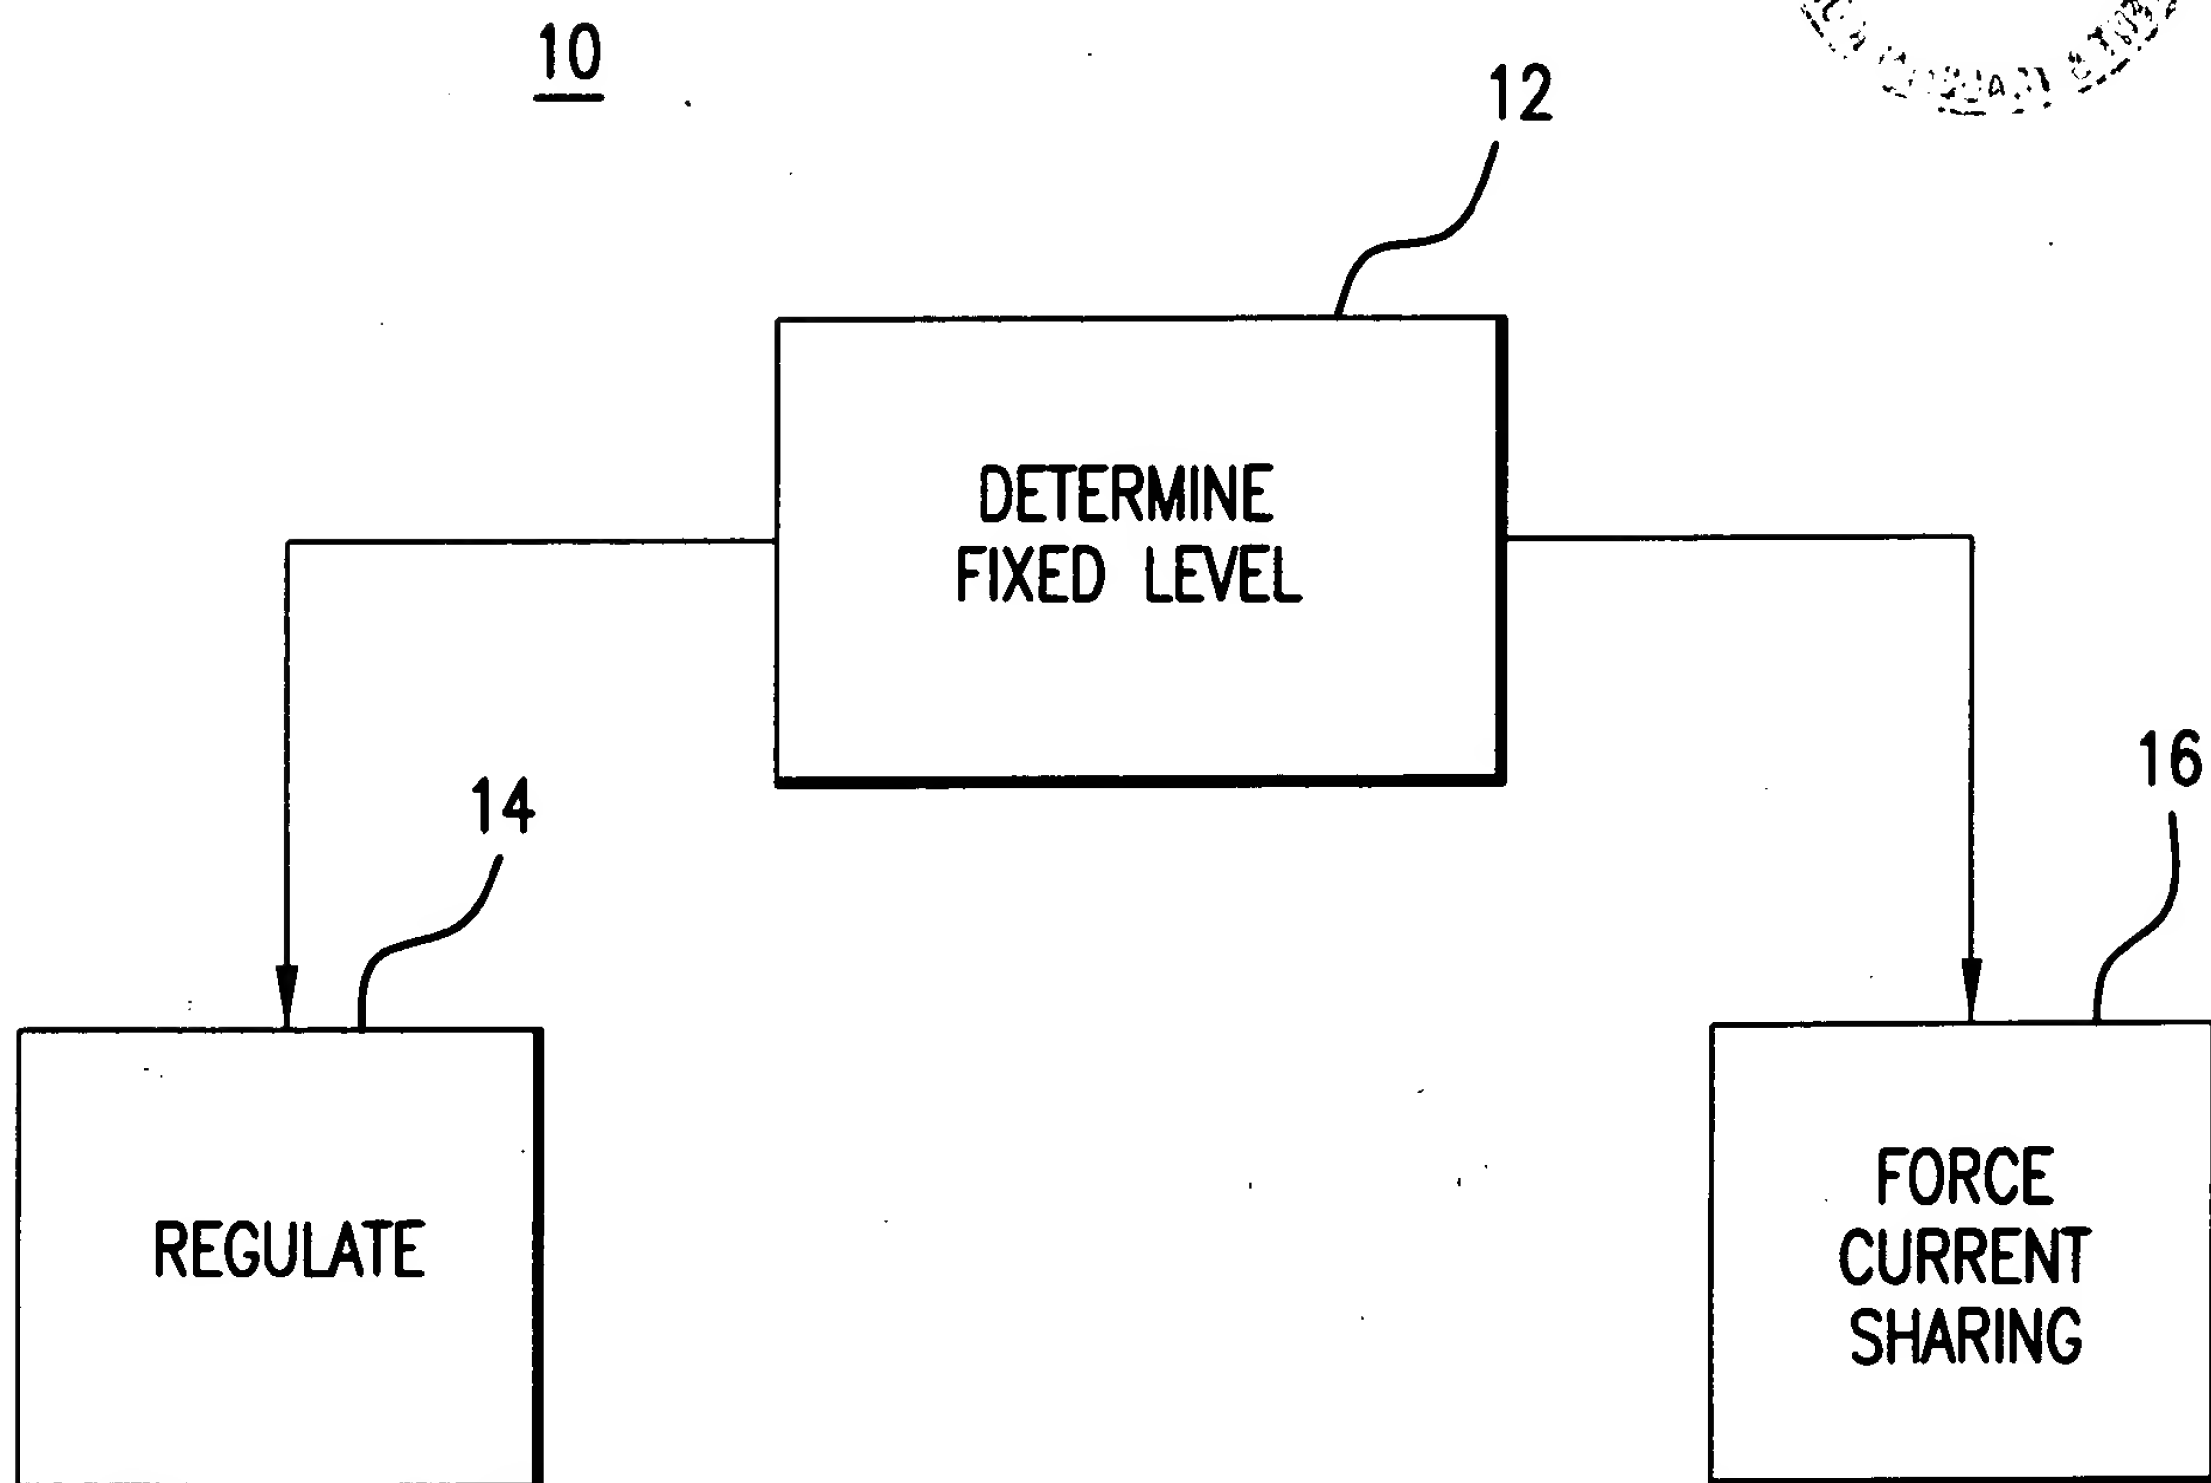 10
12
DETERMINE
FIXED LEVEL
14
16
REGULATE
FORCE
CURRENT
SHARING